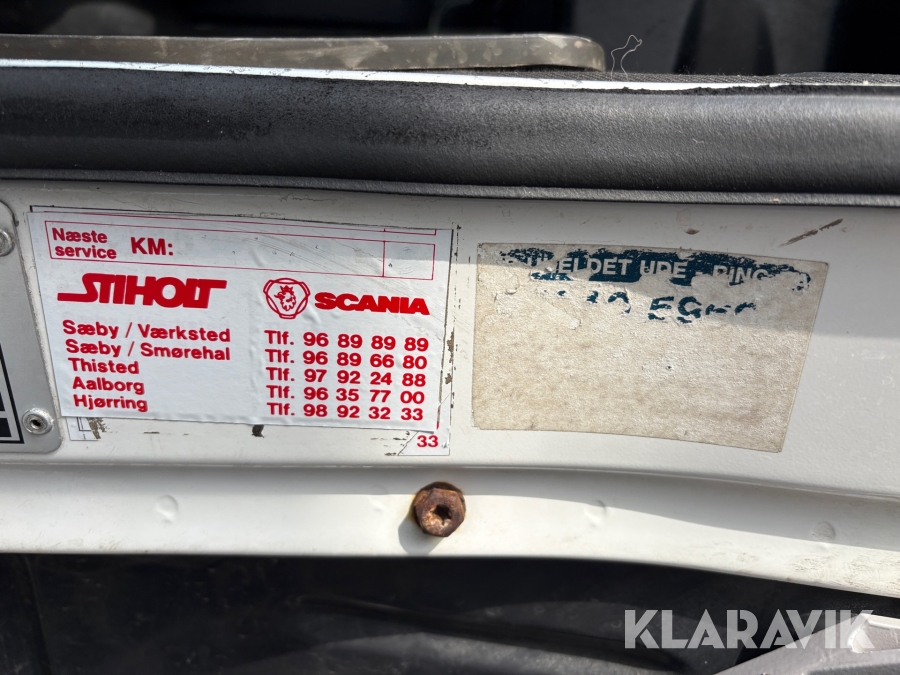 KLARAVIK
Næste service KM:
STIHOLT SCANIA
Sæby / Værksted Tlf. 96 89 89 89
Sæby / Smørehal Tlf. 96 89 66 80
Thisted Tlf. 97 92 24 88
Aalborg Tlf. 96 35 77 00
Hjørring Tlf. 98 92 32 33
33
KLARAVIK